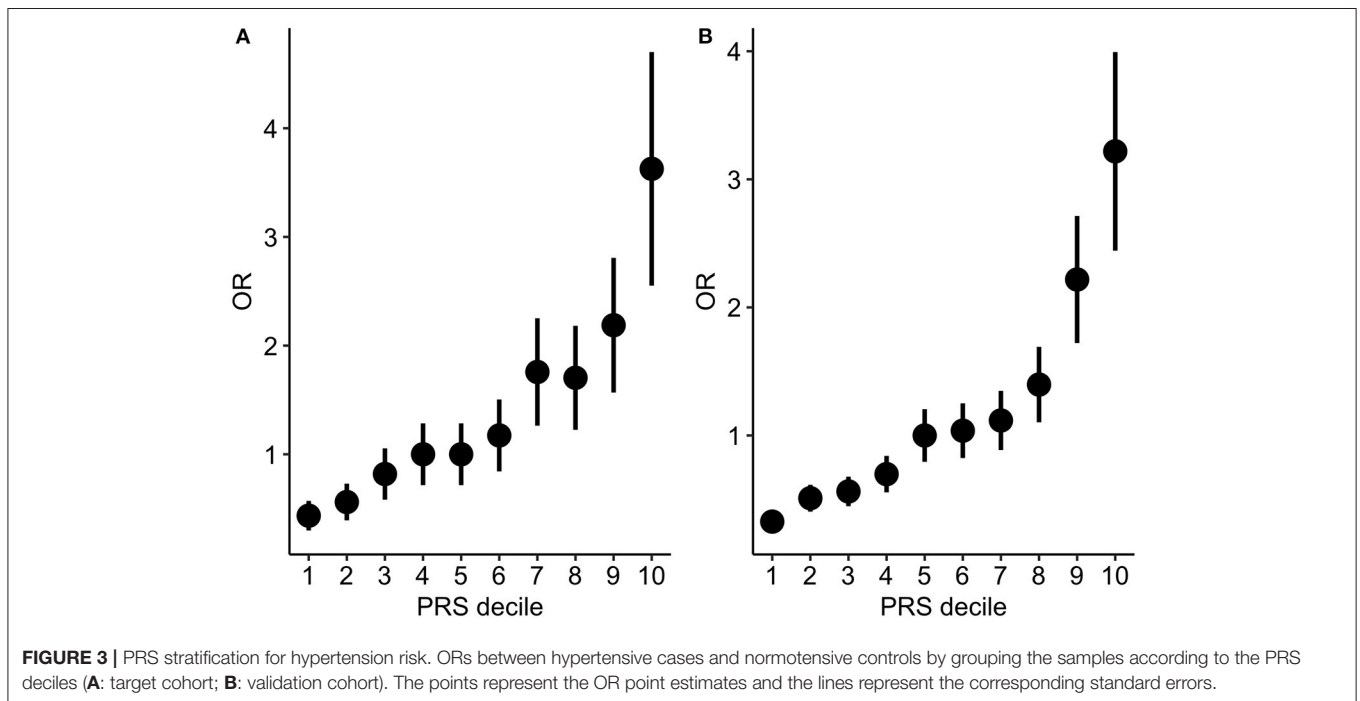 A
4
3
2
1
OR
1 2 3 4 5 6 7 8 9 10
PRS decile
B
4
3
2
1
OR
1 2 3 4 5 6 7 8 9 10
PRS decile
FIGURE 3 | PRS stratification for hypertension risk. ORs between hypertensive cases and normotensive controls by grouping the samples according to the PRS
deciles (A: target cohort; B: validation cohort). The points represent the OR point estimates and the lines represent the corresponding standard errors.